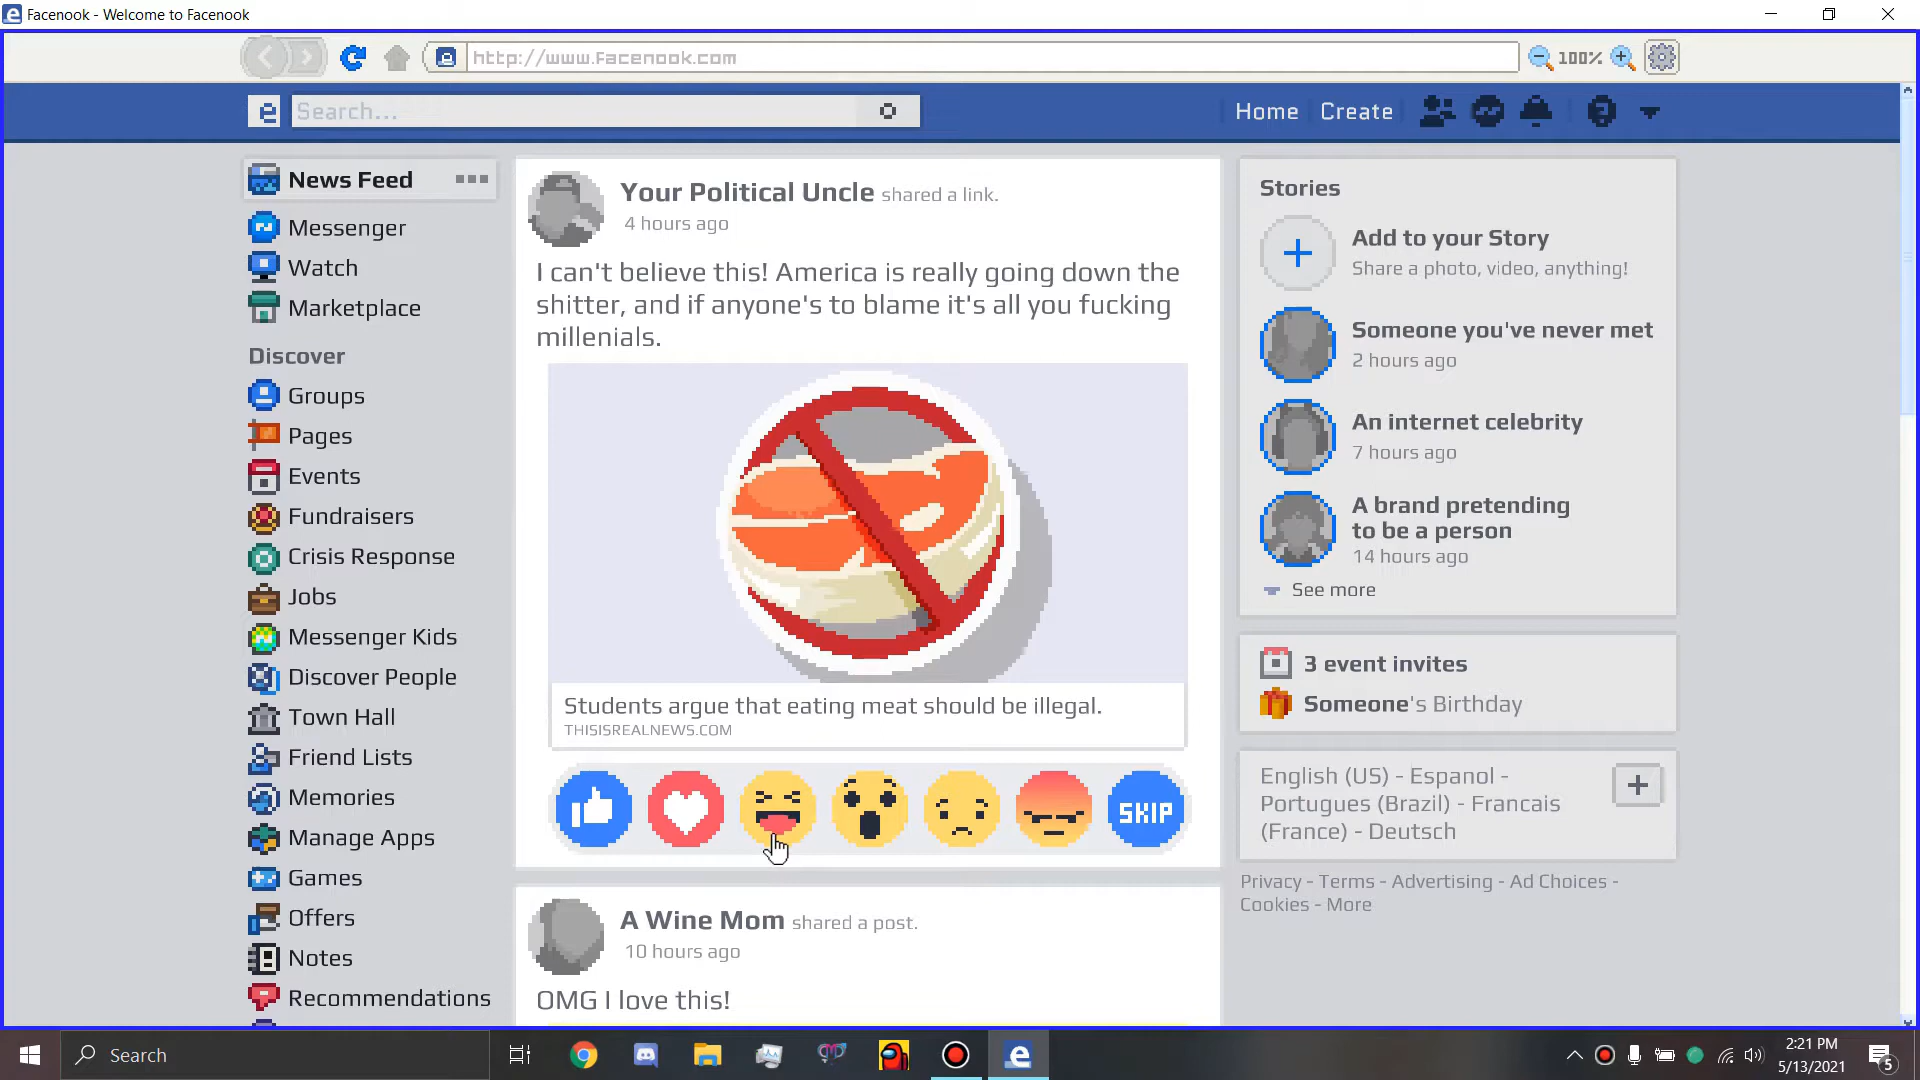 Facenook - Welcome to Facenook
http://www.Facenook.com
100%
e
Search...
Home
Create
News Feed
Messenger
Watch
Marketplace
Discover
Groups
Pages
Events
Fundraisers
Crisis Response
Jobs
Messenger Kids
Discover People
Town Hall
Friend Lists
Memories
Manage Apps
Games
Offers
Notes
Recommendations
Your Political Uncle shared a link.
4 hours ago
I can't believe this! America is really going down the
shitter, and if anyone's to blame it's all you fucking
millenials.
Students argue that eating meat should be illegal.
THISISREALNEWS.COM
SKIP
A Wine Mom shared a post.
10 hours ago
OMG I love this!
Stories
Add to your Story
Share a photo, video, anything!
Someone you've never met
2 hours ago
An internet celebrity
7 hours ago
A brand pretending
to be a person
14 hours ago
See more
3 event invites
Someone's Birthday
English (US) - Espanol -
Portugues (Brazil) - Francais
(France) - Deutsch
Privacy - Terms - Advertising - Ad Choices -
Cookies - More
Search
2:21 PM
5/13/2021
5